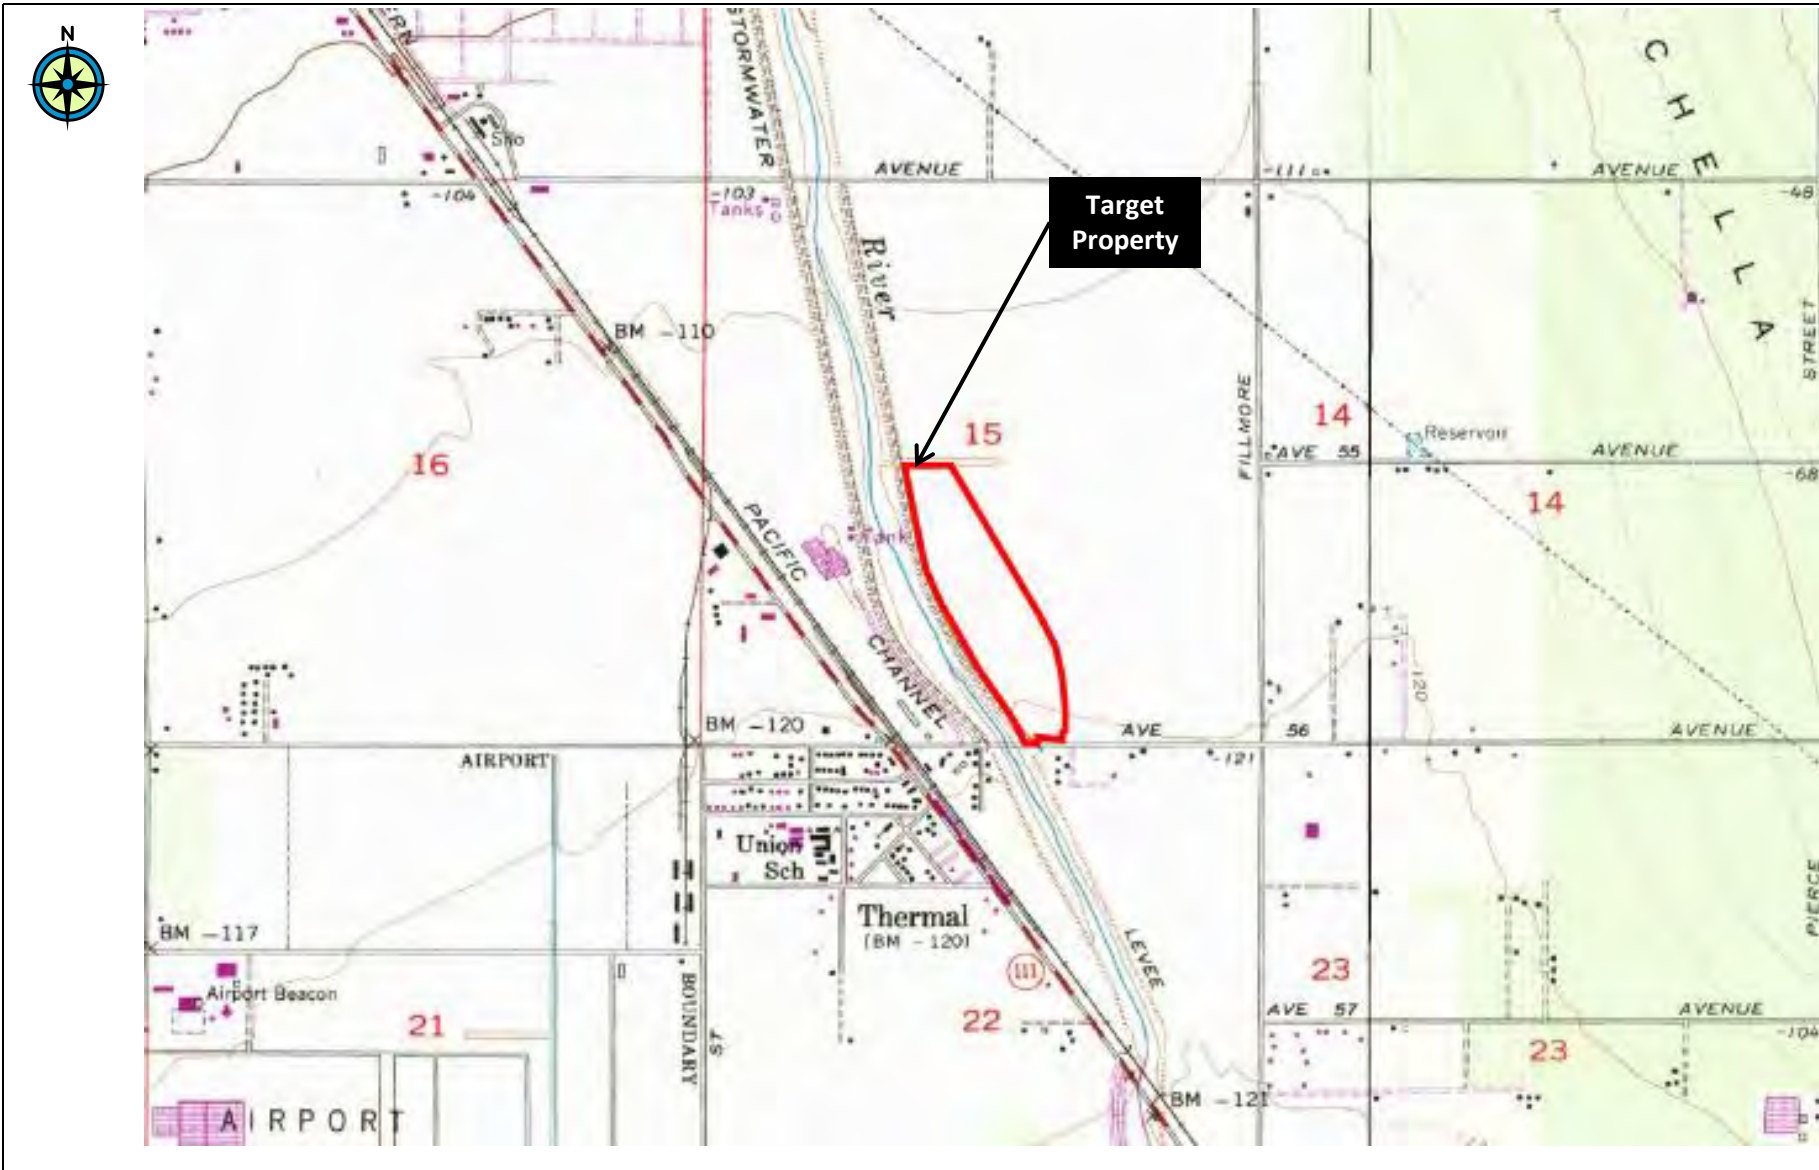 N
ERN
STORMWATER
C
H
E
L
L
A
AVENUE
-111
AVENUE
-48
-104
-103
Tanks
Target
Property
River
BM -110
STREET
FILLMORE
15
14
Reservoir
16
AVE 55
AVENUE
-68
14
PACIFIC
Tank
CHANNEL
120
BM -120
AVE
56
AVENUE
AIRPORT
-121
Union
Sch
PIERCE
Thermal
(BM -120)
BM -117
LEVEE
111
23
Airport Beacon
BOUNDARY
ST
21
22
AVE 57
AVENUE
-104
23
BM -121
AIRPORT